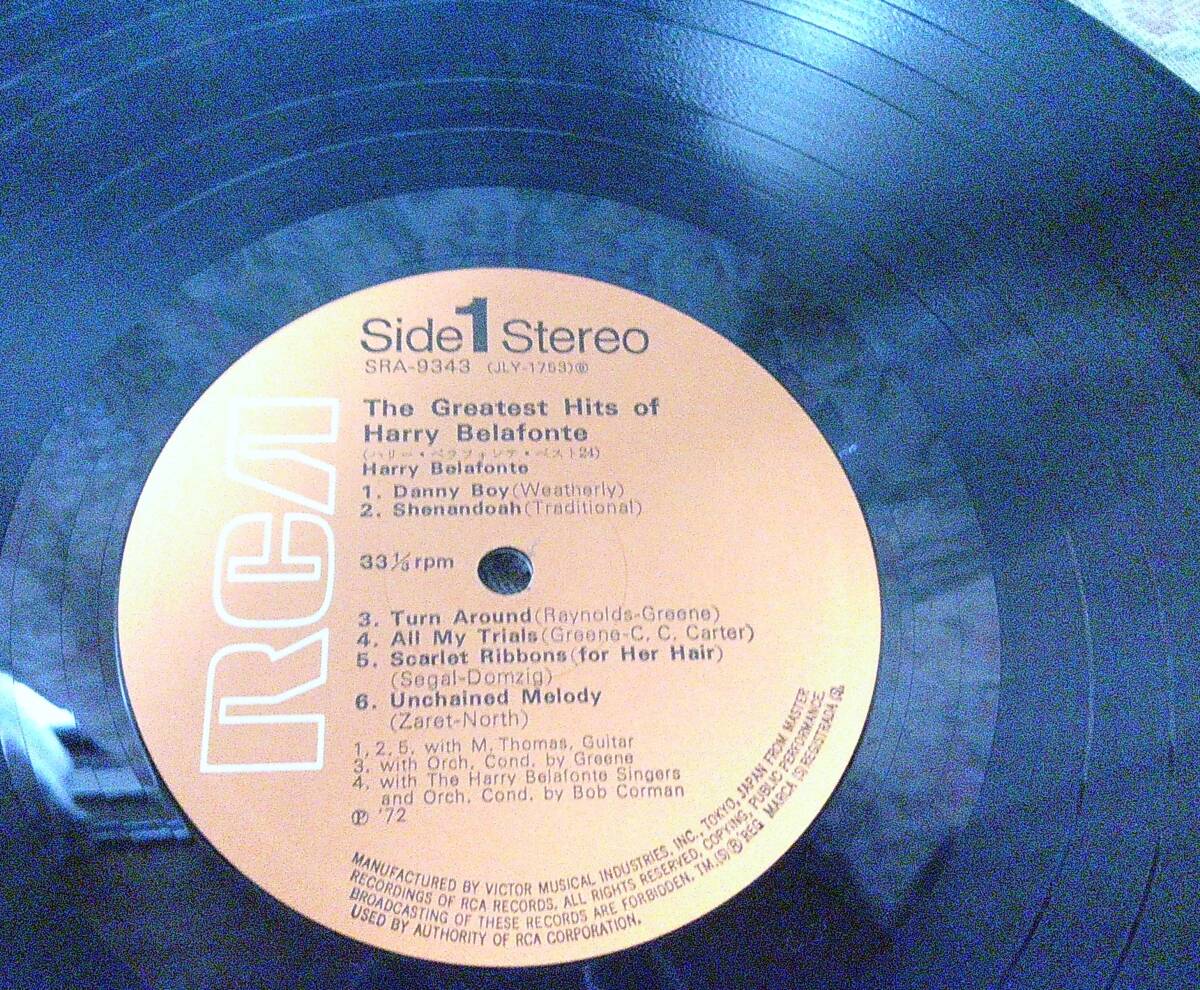 RCA
Side 1 Stereo
SRA-9343 (JLY-1753)Ⓡ
The Greatest Hits of
Harry Belafonte
(ハリー・ベラフォンテ・ベスト24)
Harry Belafonte
1. Danny Boy(Weatherly)
2. Shenandoah(Traditional)
33⅓rpm
3. Turn Around(Raynolds-Greene)
4. All My Trials(Greene-C. C. Carter)
5. Scarlet Ribbons(for Her Hair)
(Segal-Domzig)
6. Unchained Melody
(Zaret-North)
1, 2, 5, with M. Thomas, Guitar
3, with Orch. Cond. by Greene
4, with The Harry Belafonte Singers
and Orch. Cond. by Bob Corman
Ⓟ '72
MANUFACTURED BY VICTOR MUSICAL INDUSTRIES, INC., TOKYO, JAPAN FROM MASTER
RECORDINGS OF RCA RECORDS. ALL RIGHTS RESERVED, COPYING, PUBLIC PERFORMANCE
BROADCASTING OF THESE RECORDS ARE FORBIDDEN. TM.(S)Ⓡ REG MARCA (S) REGISTRADA (S).
USED BY AUTHORITY OF RCA CORPORATION.